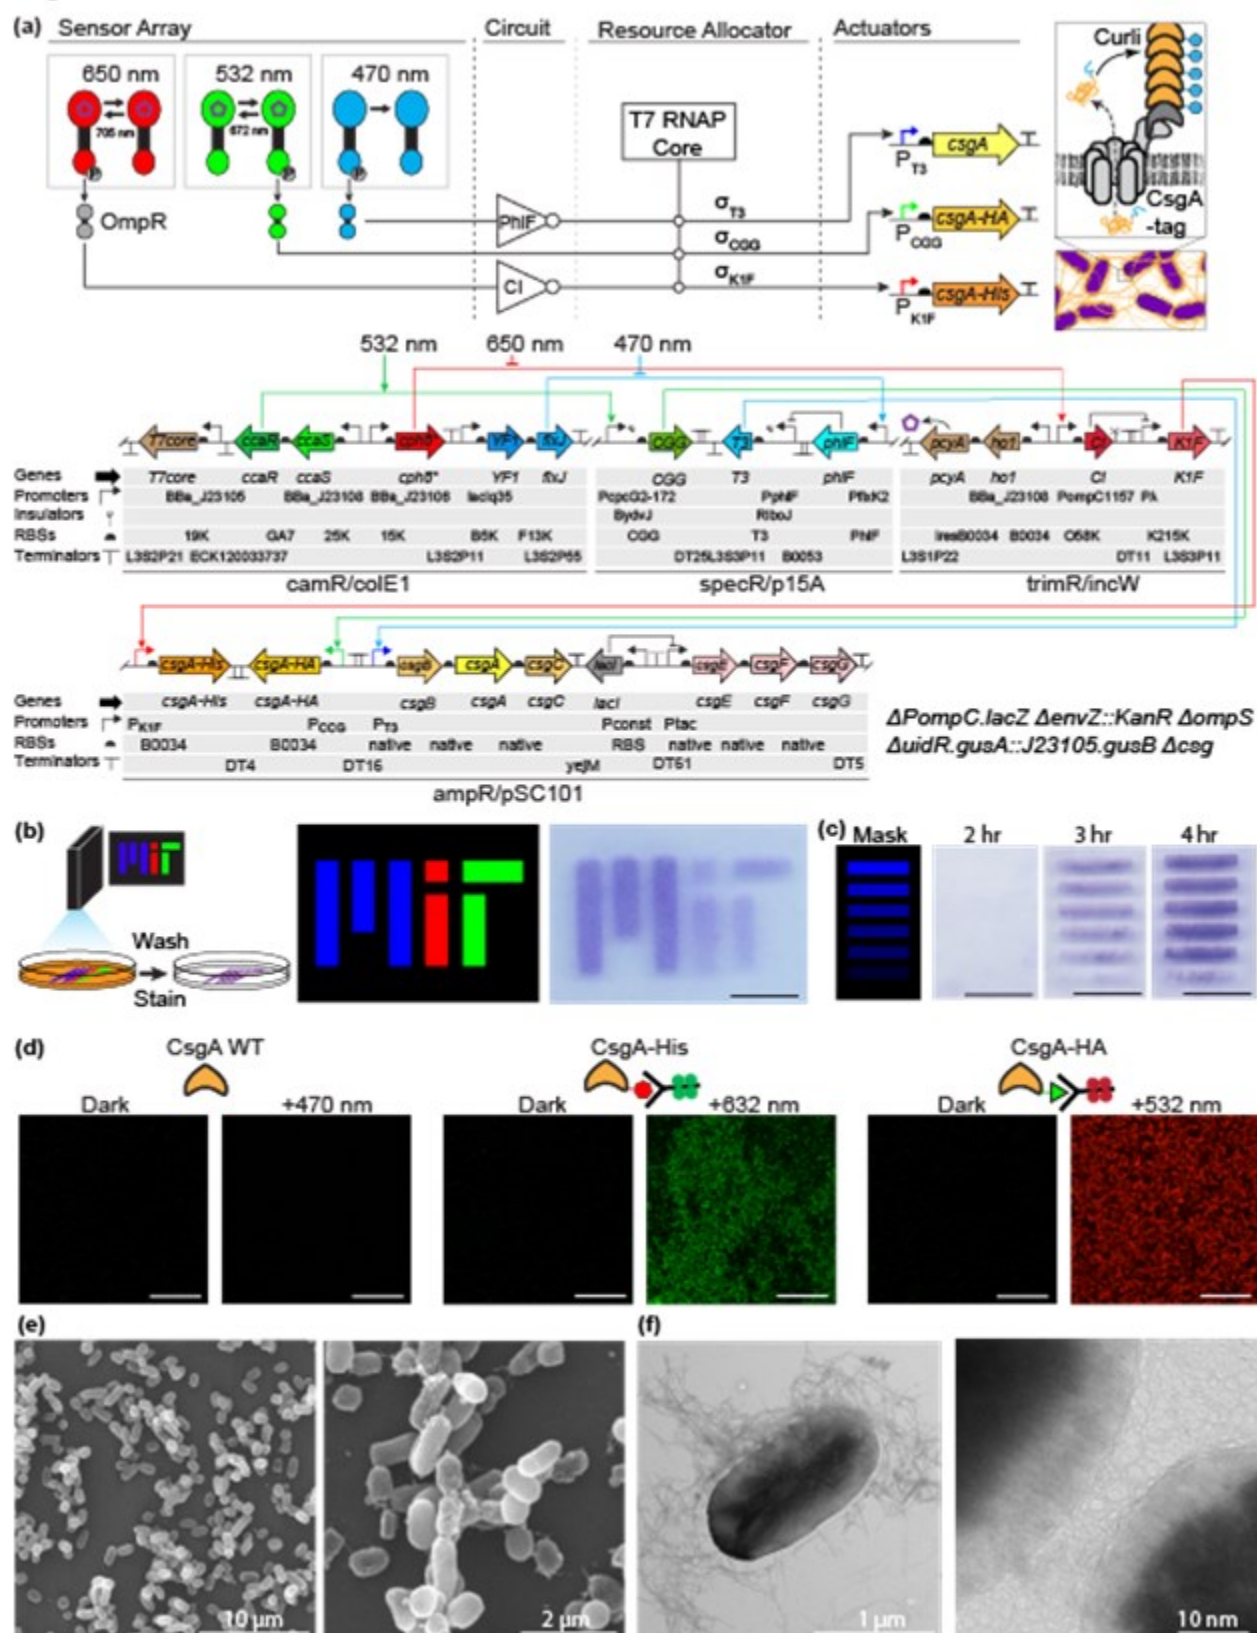 (a) Sensor Array Circuit Resource Allocator Actuators
650 nm 532 nm 470 nm Curli
705 nm 672 nm
T7 RNAP
Core
csgA
P T3
P P P
OmpR PhlF σT3 csgA-HA CsgA
-tag
σCGG P CGG
CI σK1F csgA-His
P K1F
532 nm 650 nm 470 nm
T7core ccaR ccaS cph8* YF1 fixJ CGG T3 phlF pcyA ho1 CI K1F
Genes T7core ccaR ccaS cph8* YF1 fixJ CGG T3 phlF pcyA ho1 CI K1F
Promoters BBa_J23105 BBa_J23108 BBa_J23106 lacIq35 PcpcG2-172 PphlF PfixK2 BBa_J23108 PompC1157 PA
Insulators BydvJ RiboJ
RBSs 19K GA7 25K 15K B5K F13K CGG T3 PhlF iresB0034 B0034 O58K K215K
Terminators L3S2P21 ECK120033737 L3S2P11 L3S2P55 DT25L3S3P11 B0053 L3S1P22 DT11 L3S3P11
camR/colE1 specR/p15A trimR/incW
csgA-His csgA-HA csgB csgA csgC lacI csgE csgF csgG
Genes csgA-His csgA-HA csgB csgA csgC lacI csgE csgF csgG
Promoters PK1F PCCG PT3 Pconst Ptac
RBSs B0034 B0034 native native native RBS native native native
Terminators DT4 DT16 yejM DT61 DT5
ampR/pSC101
ΔPompC.lacZ ΔenvZ::KanR ΔompS
ΔuidR.gusA::J23105.gusB Δcsg
(b) (c) Mask 2 hr 3 hr 4 hr
Wash
Stain
(d) CsgA WT CsgA-His CsgA-HA
Dark +470 nm Dark +632 nm Dark +532 nm
(e) (f)
10 µm 2 µm 1 µm 10 nm